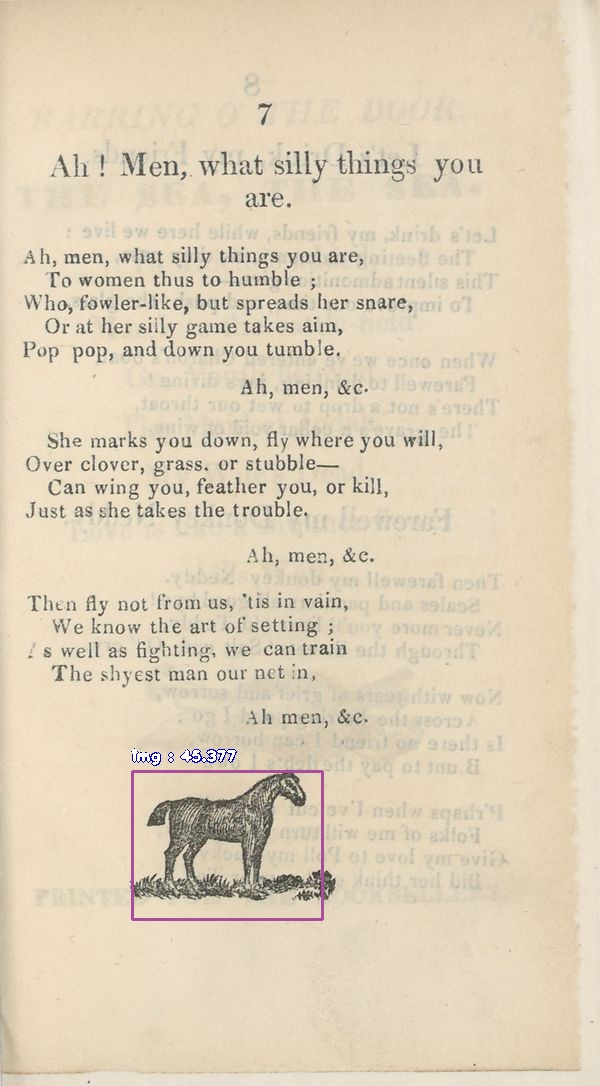 7
Ah! Men, what silly things you
are.
Ah, men, what silly things you are,
To women thus to humble ;
Who, fowler-like, but spreads her snare,
Or at her silly game takes aim,
Pop pop, and down you tumble.
Ah, men, &c.
She marks you down, fly where you will,
Over clover, grass, or stubble—
Can wing you, feather you, or kill,
Just as she takes the trouble.
Ah, men, &c.
Then fly not from us, 'tis in vain,
We know the art of setting ;
As well as fighting, we can train
The shyest man our net in,
Ah men, &c.
img : 45.377